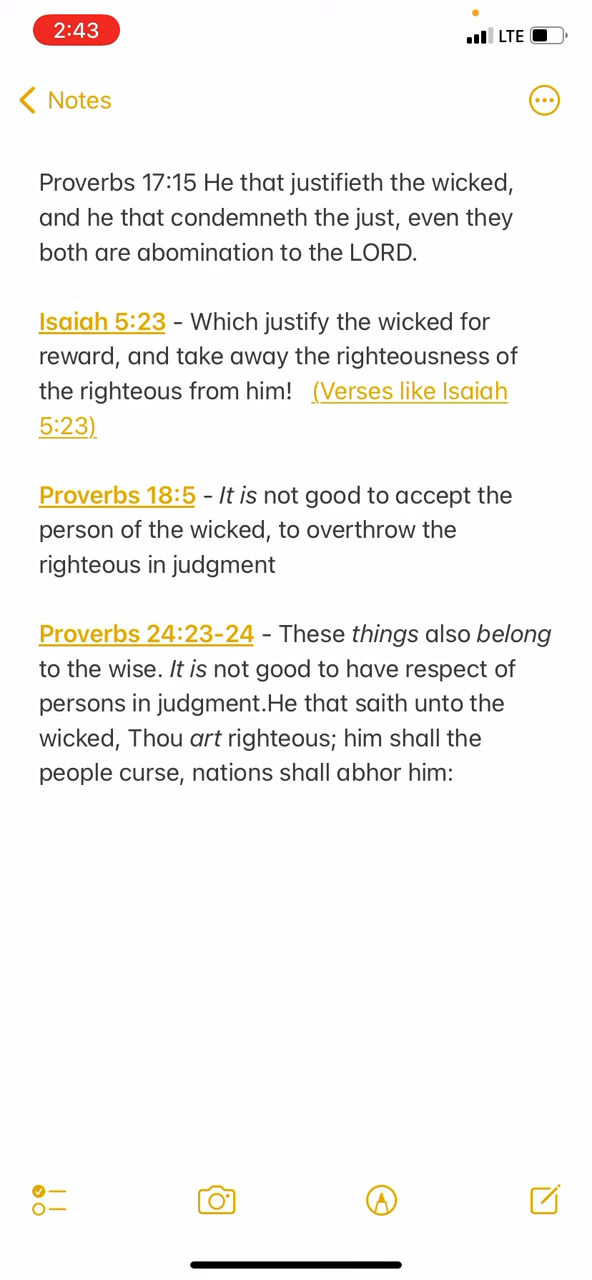 2:43
LTE
Notes
Proverbs 17:15 He that justifieth the wicked,
and he that condemneth the just, even they
both are abomination to the LORD.
Isaiah 5:23 - Which justify the wicked for
reward, and take away the righteousness of
the righteous from him!   (Verses like Isaiah
5:23)
Proverbs 18:5 - It is not good to accept the
person of the wicked, to overthrow the
righteous in judgment
Proverbs 24:23-24 - These things also belong
to the wise. It is not good to have respect of
persons in judgment.He that saith unto the
wicked, Thou art righteous; him shall the
people curse, nations shall abhor him: